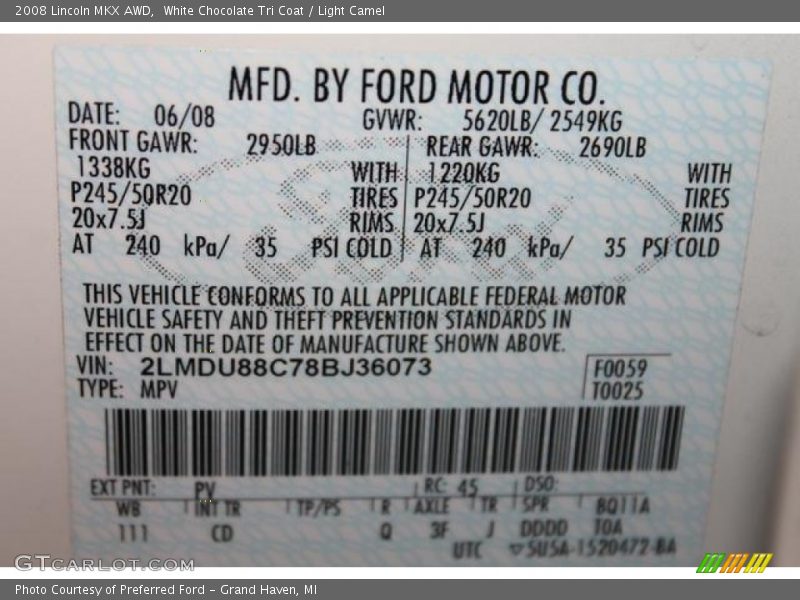 2008 Lincoln MKX AWD,  White Chocolate Tri Coat / Light Camel
MFD. BY FORD MOTOR CO.
DATE: 06/08 GVWR: 5620LB/ 2549KG
FRONT GAWR: 2950LB REAR GAWR: 2690LB
1338KG WITH 1220KG WITH
P245/50R20 TIRES P245/50R20 TIRES
20x7.5J RIMS 20x7.5J RIMS
AT 240 kPa/ 35 PSI COLD AT 240 kPa/ 35 PSI COLD
THIS VEHICLE CONFORMS TO ALL APPLICABLE FEDERAL MOTOR
VEHICLE SAFETY AND THEFT PREVENTION STANDARDS IN
EFFECT ON THE DATE OF MANUFACTURE SHOWN ABOVE.
VIN: 2LMDU88C78BJ36073 F0059
TYPE: MPV T0025
EXT PNT: PV RC: 45 DSO:
WB INT TR TP/PS R AXLE TR SPR BQ11A
111 CD Q 3F J DDDD 10A
UTC ▽5U5A-1520472-BA
GTCARLOT.COM
Photo Courtesy of Preferred Ford – Grand Haven, MI